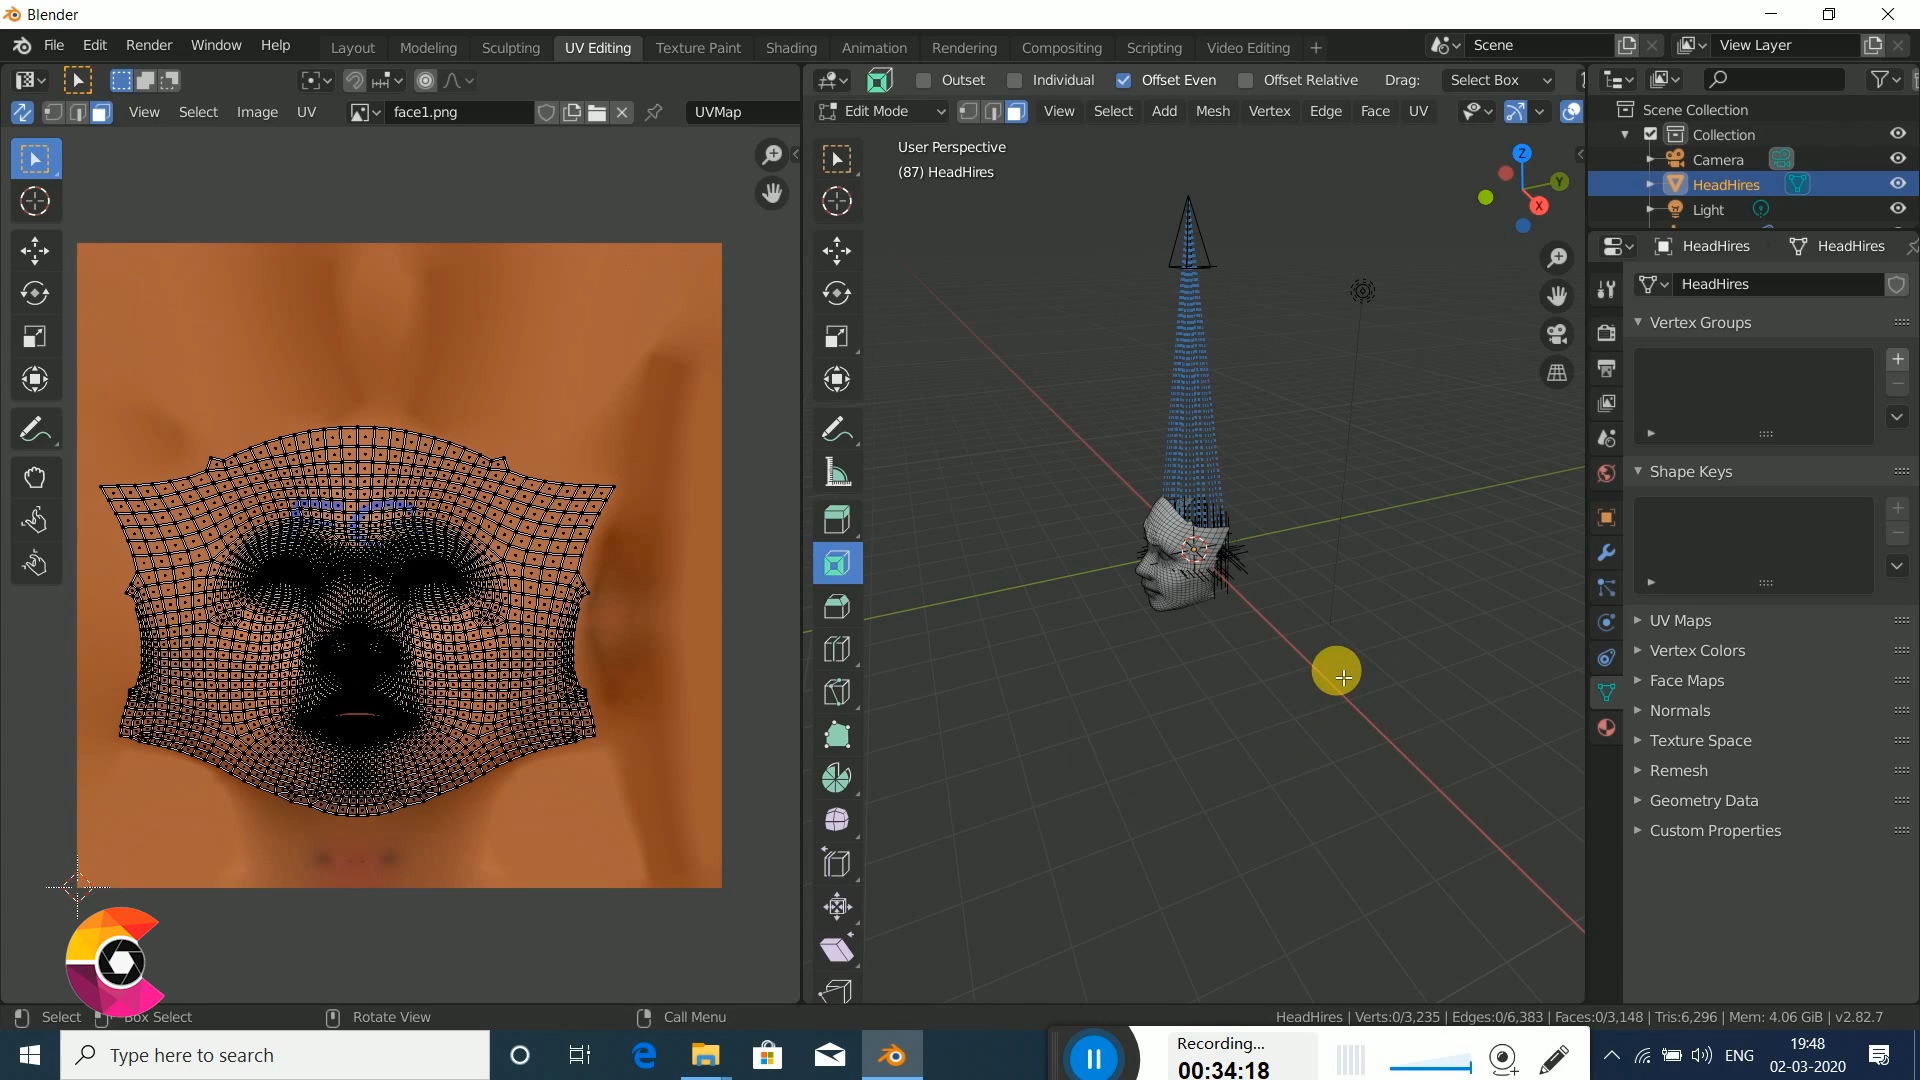 Blender
File Edit Render Window Help Layout Modeling Sculpting UV Editing Texture Paint Shading Animation Rendering Compositing Scripting Video Editing + Scene View Layer
Outset Individual Offset Even Offset Relative Drag: Select Box
View Select Image UV face1.png UVMap Edit Mode View Select Add Mesh Vertex Edge Face UV
Scene Collection
Collection
Camera
HeadHires
Light
User Perspective
(87) HeadHires
Z
Y
X
HeadHires HeadHires
HeadHires
Vertex Groups
Shape Keys
UV Maps
Vertex Colors
Face Maps
Normals
Texture Space
Remesh
Geometry Data
Custom Properties
Select Box Select Rotate View Call Menu HeadHires | Verts:0/3,235 | Edges:0/6,383 | Faces:0/3,148 | Tris:6,296 | Mem: 4.06 GiB | v2.82.7
Type here to search
Recording...
00:34:18
ENG
19:48
02-03-2020